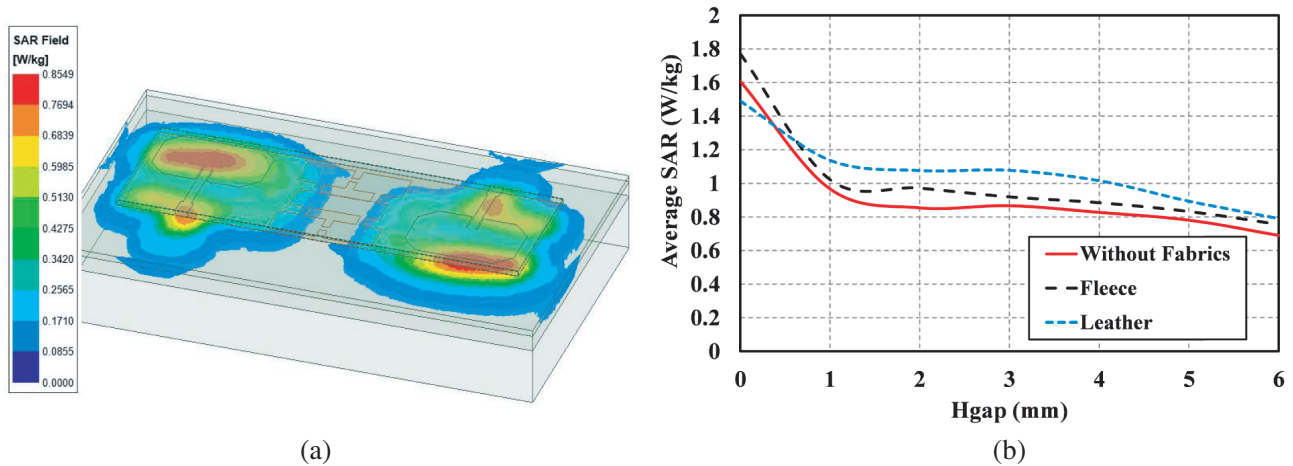 SAR Field
[W/kg]
0.8549
0.7694
0.6839
0.5985
0.5130
0.4275
0.3420
0.2565
0.1710
0.0855
0.0000
(a)
Average SAR (W/kg)
2
1.8
1.6
1.4
1.2
1
0.8
0.6
0.4
0.2
0
0 1 2 3 4 5 6
Hgap (mm)
Without Fabrics
Fleece
Leather
(b)